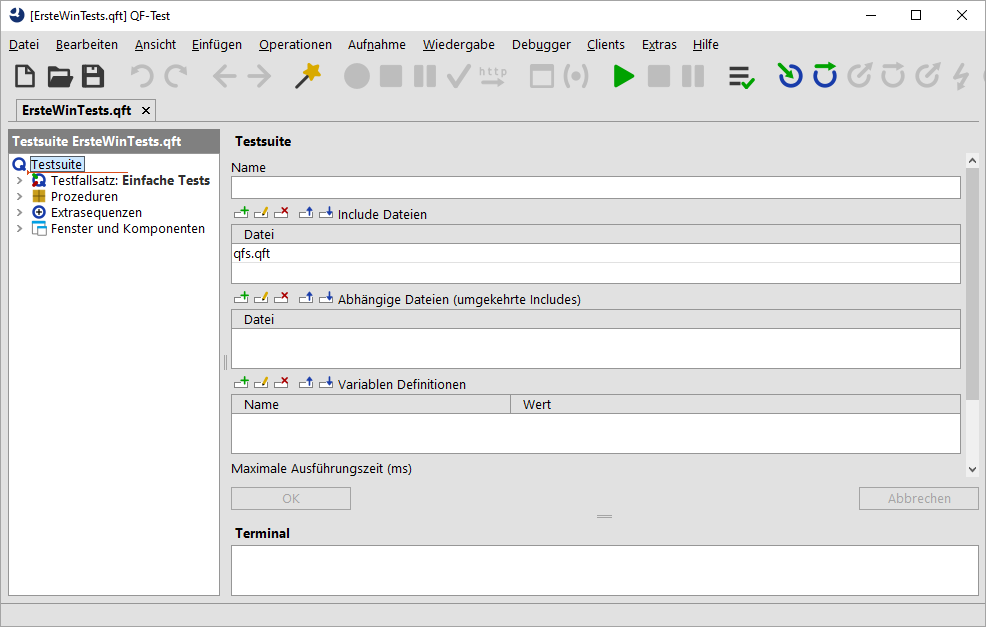 [ErsteWinTests.qft] QF-Test
Datei Bearbeiten Ansicht Einfügen Operationen Aufnahme Wiedergabe Debugger Clients Extras Hilfe
http
ErsteWinTests.qft
Testsuite ErsteWinTests.qft
Testsuite
Testfallsatz: Einfache Tests
Prozeduren
Extrasequenzen
Fenster und Komponenten
Testsuite
Name
Include Dateien
Datei
qfs.qft
Abhängige Dateien (umgekehrte Includes)
Datei
Variablen Definitionen
Name Wert
Maximale Ausführungszeit (ms)
OK Abbrechen
Terminal